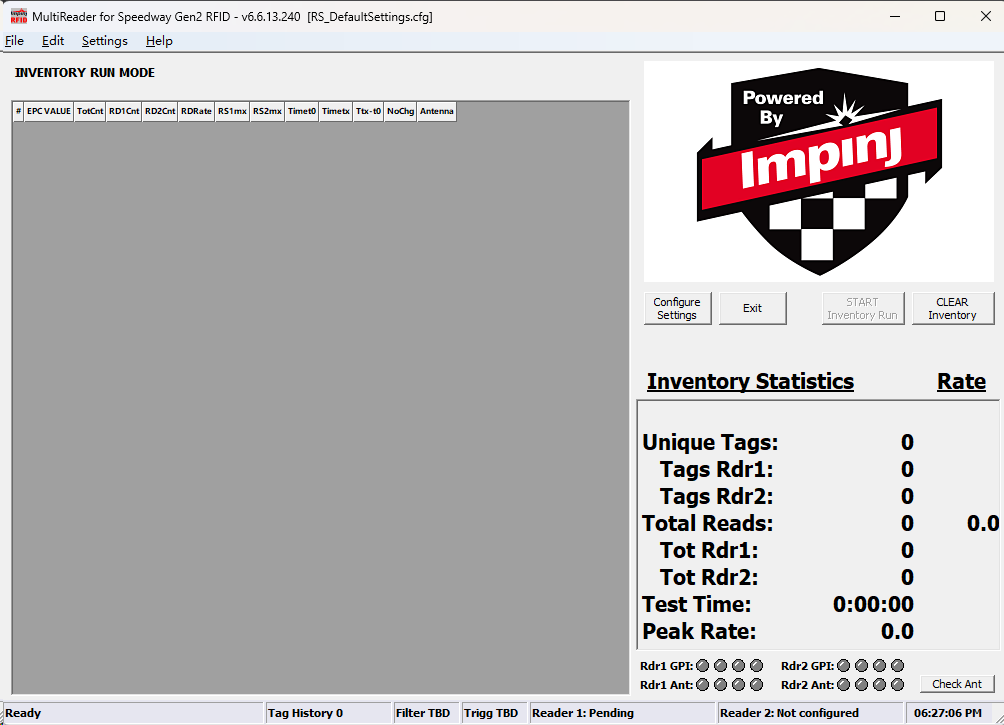 MultiReader for Speedway Gen2 RFID - v6.6.13.240 [RS_DefaultSettings.cfg]
File Edit Settings Help
INVENTORY RUN MODE
# EPC VALUE TotCnt RD1Cnt RD2Cnt RDRate RS1mx RS2mx Timet0 Timetx Ttx-t0 NoChg Antenna
Powered
By
Impinj
Configure
Settings
Exit
START
Inventory Run
CLEAR
Inventory
Inventory Statistics Rate
Unique Tags: 0
Tags Rdr1: 0
Tags Rdr2: 0
Total Reads: 0 0.0
Tot Rdr1: 0
Tot Rdr2: 0
Test Time: 0:00:00
Peak Rate: 0.0
Rdr1 GPI: Rdr2 GPI:
Rdr1 Ant: Rdr2 Ant:
Check Ant
Ready Tag History 0 Filter TBD Trigg TBD Reader 1: Pending Reader 2: Not configured 06:27:06 PM